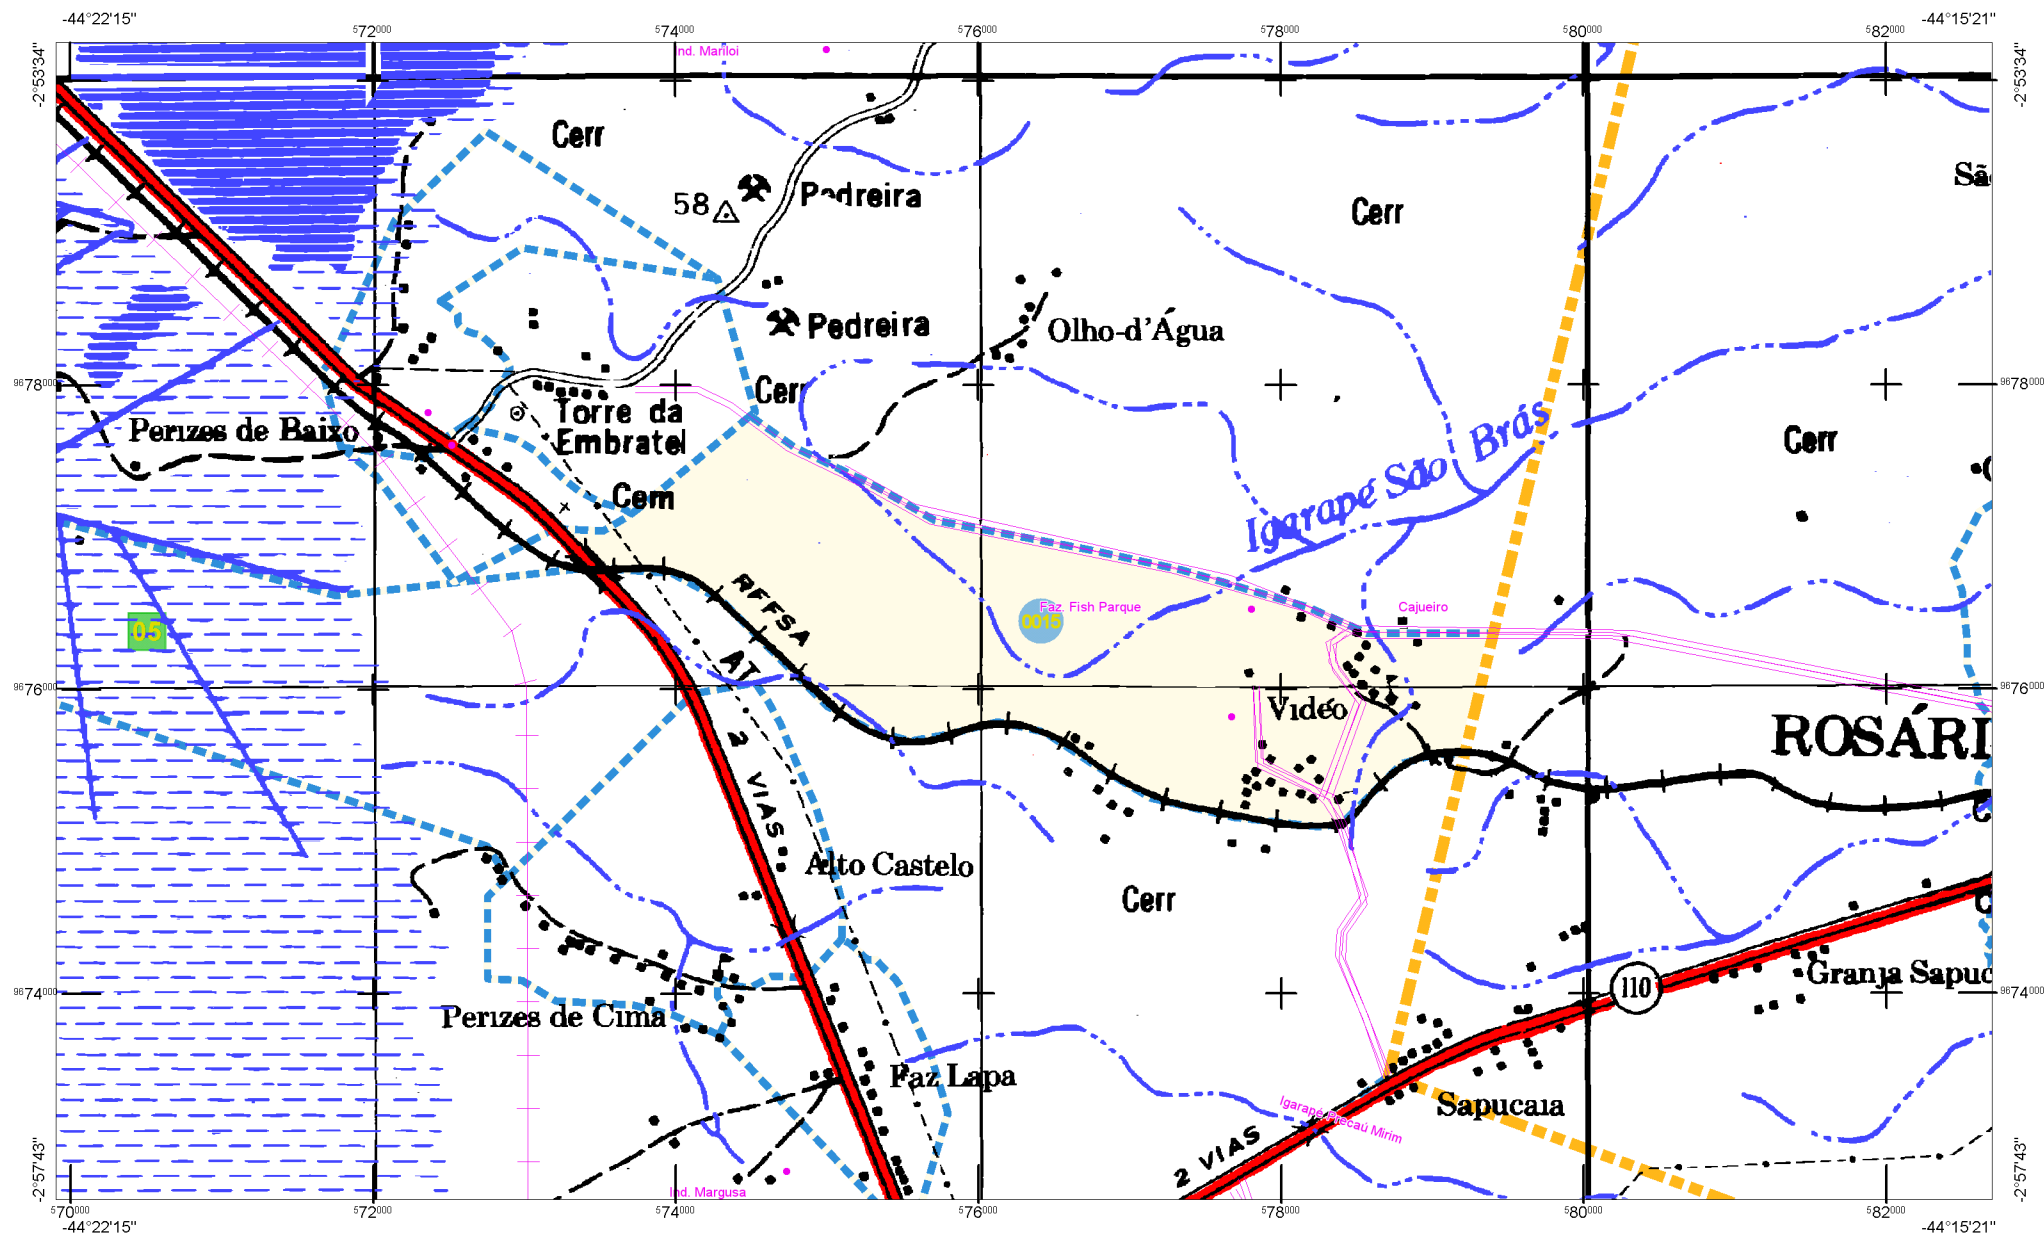 -44°22'15"
-44°15'21"
572000
574000
576000
578000
580000
582000
-2°53'34"
-2°53'34"
Ind. Mariloi
Cerr
58
Pedreira
Cerr
Sã
Pedreira
Olho-d'Água
9678000
9678000
Cerr
Torre da
Embratel
Perizes de Baixo
Cerr
Igarapé São Brás
Cem
RFFSA
05
0015
Faz. Fish Parque
Cajueiro
AT
9676000
9676000
Video
ROSÁRI
2 VIAS
Alto Castelo
Cerr
110
Granja Sapuc
9674000
9674000
Perizes de Cima
Faz Lapa
Sapucaia
Igarapé Precaú Mirim
2 VIAS
Ind. Margusa
-2°57'43"
-2°57'43"
570000
572000
574000
576000
578000
580000
582000
-44°22'15"
-44°15'21"